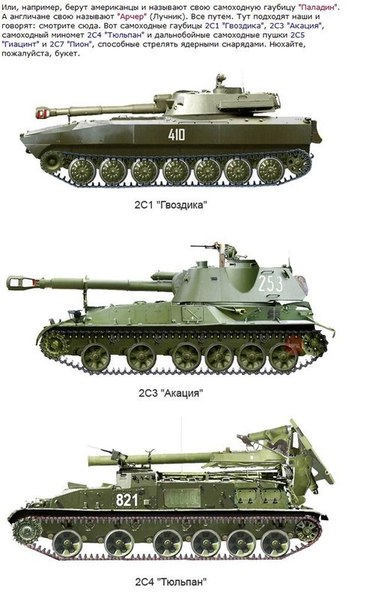 Или, например, берут американцы и называют свою самоходную гаубицу "Паладин".
А англичане свою называют "Арчер" (Лучник). Все путем. Тут подходят наши и
говорят: смотрите сюда. Вот самоходные гаубицы 2С1 "Гвоздика", 2С3 "Акация",
самоходный миномет 2С4 "Тюльпан" и дальнобойные самоходные пушки 2С5
"Гиацинт" и 2С7 "Пион", способные стрелять ядерными снарядами. Нюхайте,
пожалуйста, букет.
410
2С1 "Гвоздика"
253
2С3 "Акация"
821
2С4 "Тюльпан"